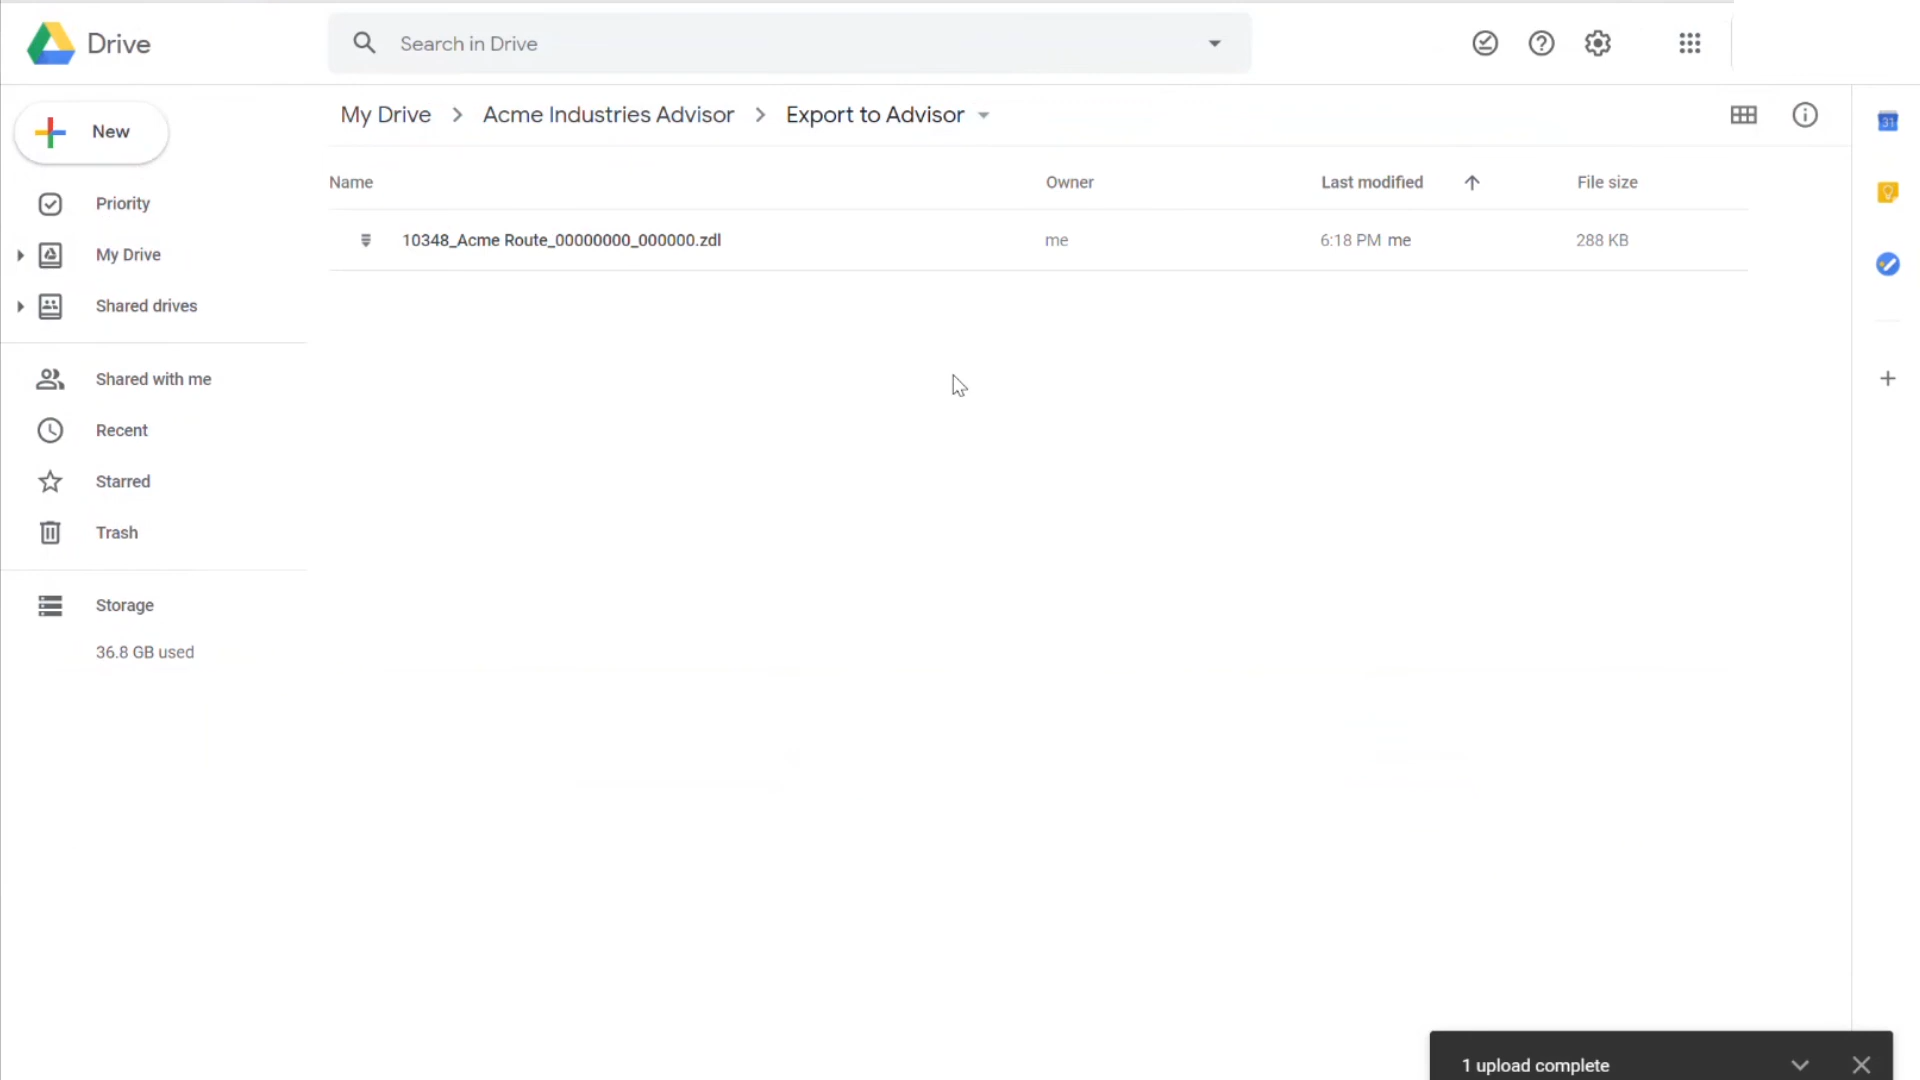 Drive
Search in Drive
New
My Drive
Acme Industries Advisor
Export to Advisor
Name
Owner
Last modified
File size
10348_Acme Route_00000000_000000.zdl
me
6:18 PM me
288 KB
Priority
My Drive
Shared drives
Shared with me
Recent
Starred
Trash
Storage
36.8 GB used
31
1 upload complete